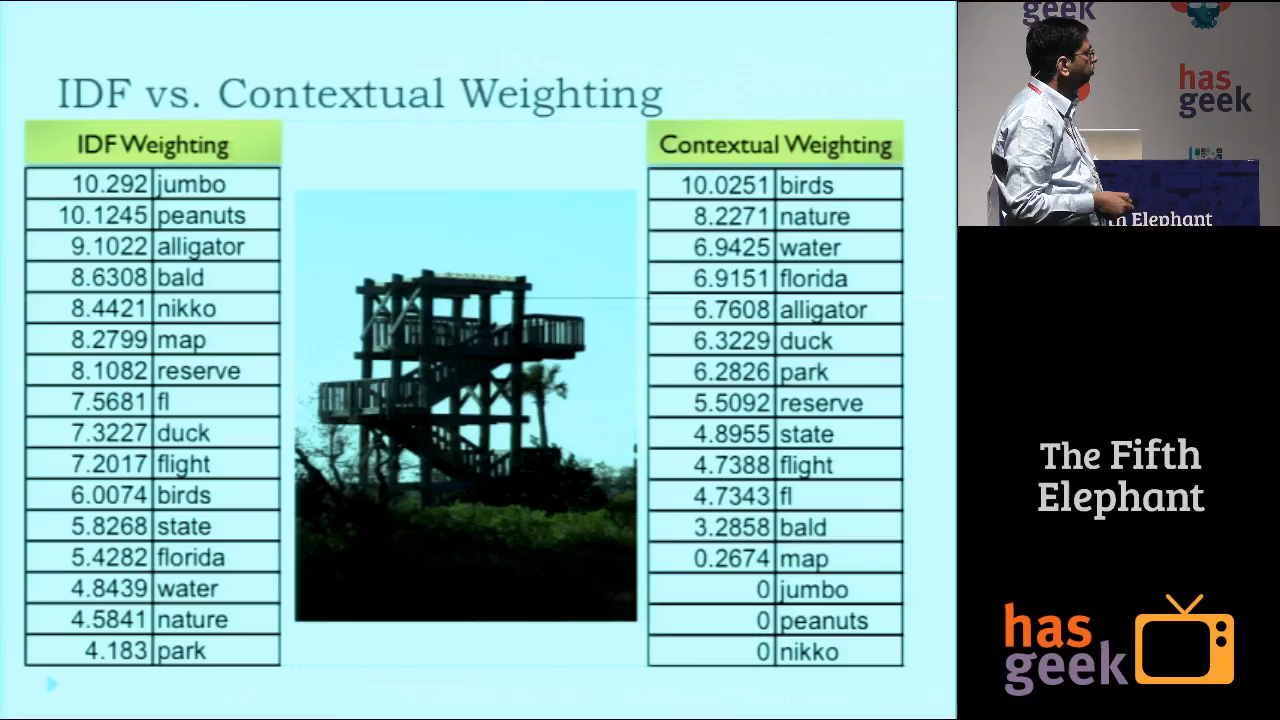 IDF vs. Contextual Weighting
IDF Weighting
10.292 jumbo
10.1245 peanuts
9.1022 alligator
8.6308 bald
8.4421 nikko
8.2799 map
8.1082 reserve
7.5681 fl
7.3227 duck
7.2017 flight
6.0074 birds
5.8268 state
5.4282 florida
4.8439 water
4.5841 nature
4.183 park
Contextual Weighting
10.0251 birds
8.2271 nature
6.9425 water
6.9151 florida
6.7608 alligator
6.3229 duck
6.2826 park
5.5092 reserve
4.8955 state
4.7388 flight
4.7343 fl
3.2858 bald
0.2674 map
0 jumbo
0 peanuts
0 nikko
geek
has
geek
th Elephant
The Fifth
Elephant
has
geek